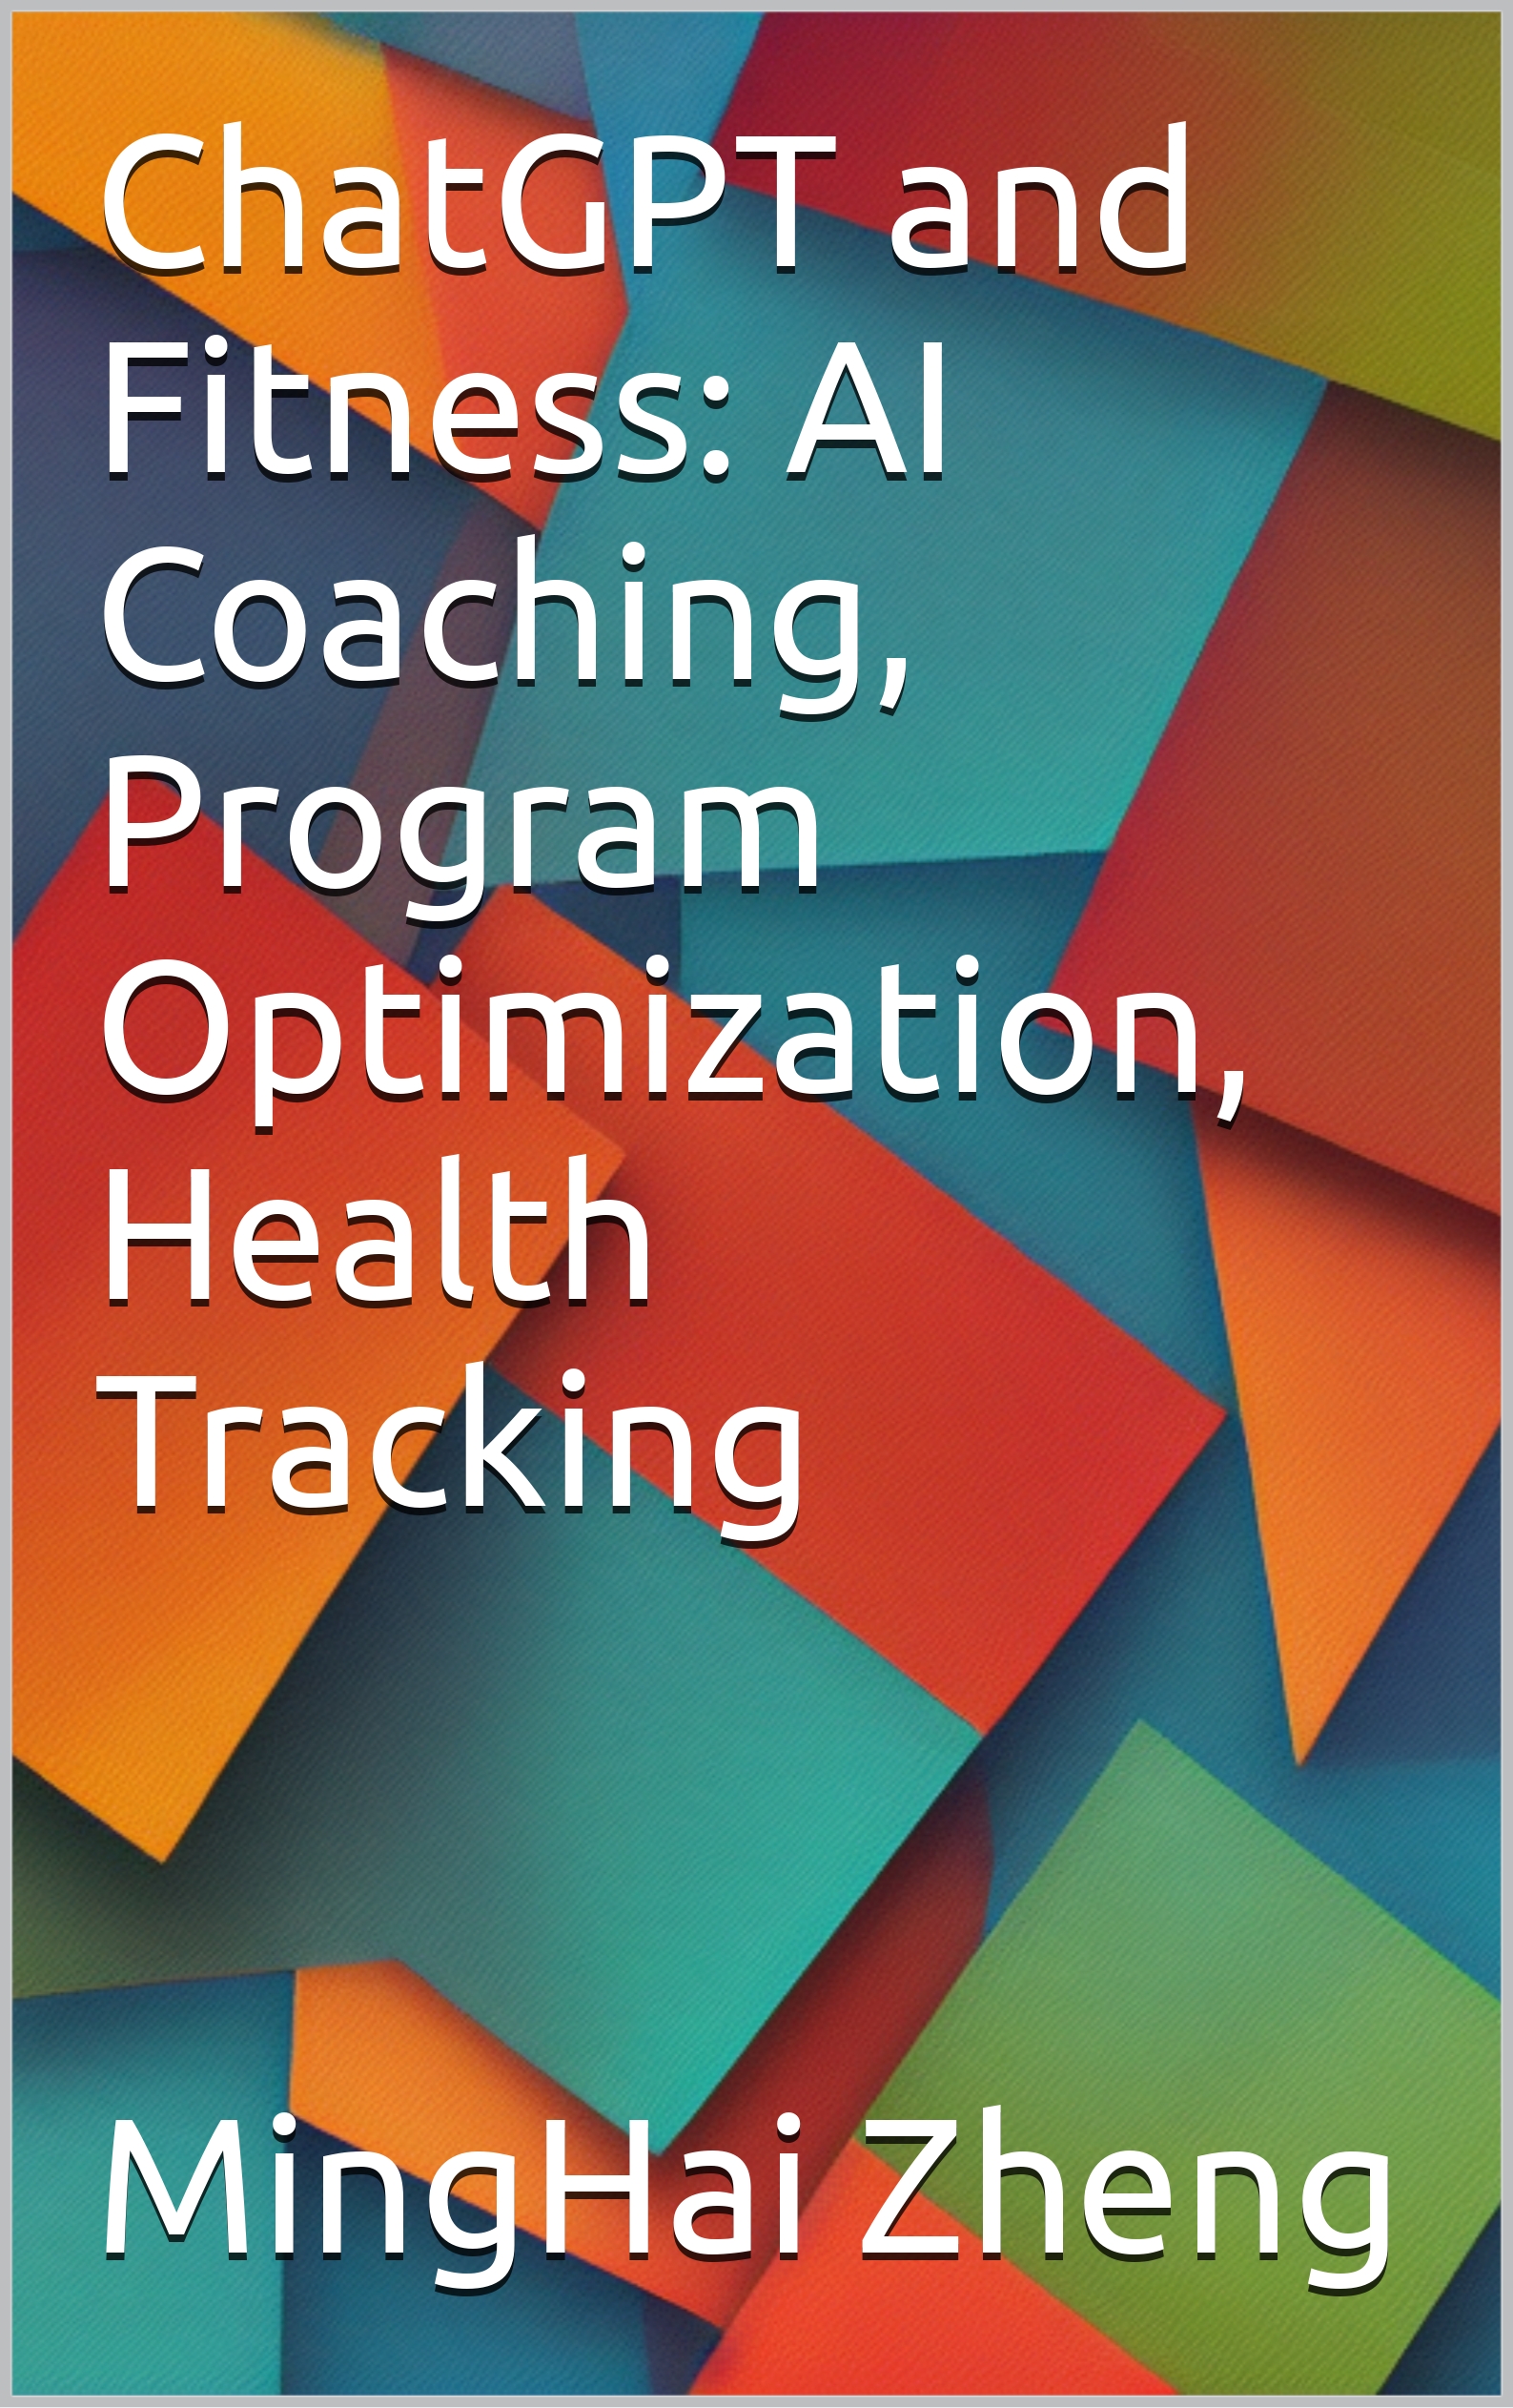 ChatGPT and
Fitness: AI
Coaching,
Program
Optimization,
Health
Tracking
MingHai Zheng